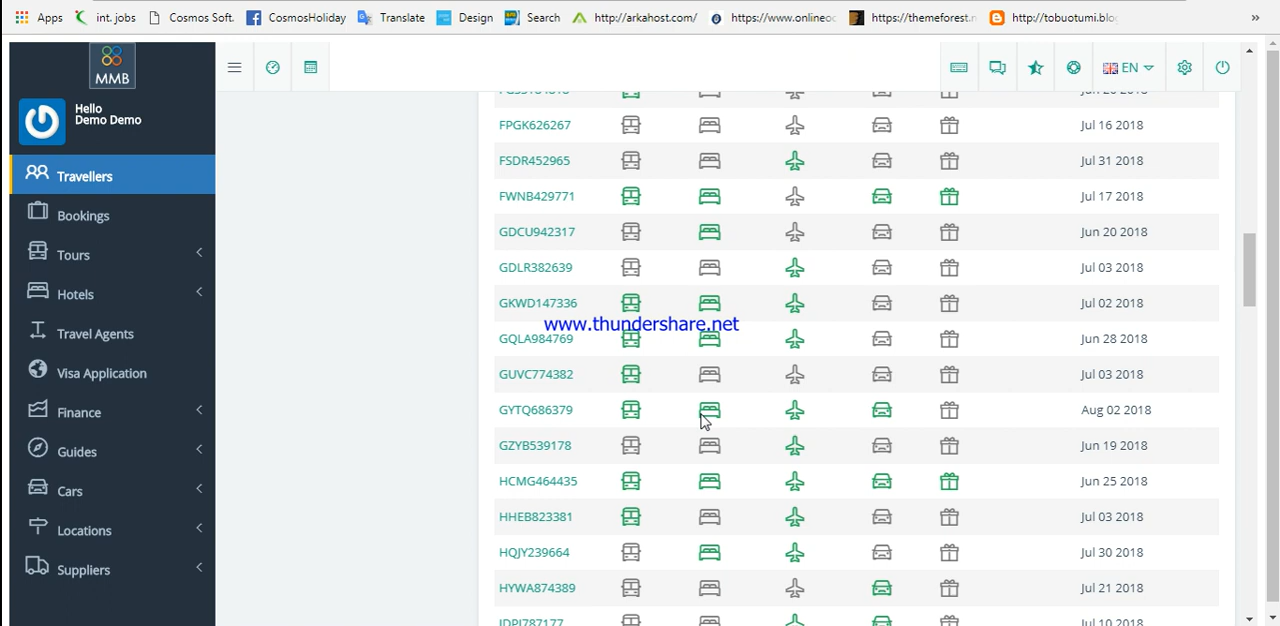 Apps int. jobs Cosmos Soft. CosmosHoliday Translate Design Search http://arkahost.com/ https://www.onlineoc https://themeforest.n http://tobuotumi.blog »
MMB
EN
Hello
Demo Demo
Travellers
Bookings
Tours
Hotels
Travel Agents
Visa Application
Finance
Guides
Cars
Locations
Suppliers
FPGK626267 Jul 16 2018
FSDR452965 Jul 31 2018
FWNB429771 Jul 17 2018
GDCU942317 Jun 20 2018
GDLR382639 Jul 03 2018
GKWD147336 Jul 02 2018
www.thundershare.net
GQLA984769 Jun 28 2018
GUVC774382 Jul 03 2018
GYTQ686379 Aug 02 2018
GZYB539178 Jun 19 2018
HCMG464435 Jun 25 2018
HHEB823381 Jul 03 2018
HQJY239664 Jul 30 2018
HYWA874389 Jul 21 2018
Jul 10 2018